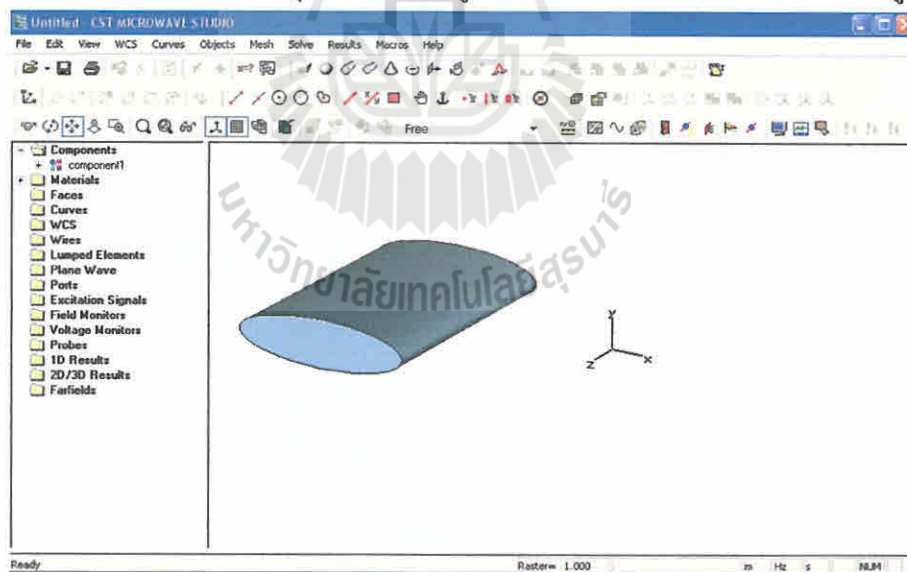 Untitled - CST MICROWAVE STUDIO
File Edit View WCS Curves Objects Mesh Solve Results Macros Help
Free
Components
component1
Materials
Faces
Curves
WCS
Wires
Lumped Elements
Plane Wave
Ports
Excitation Signals
Field Monitors
Voltage Monitors
Probes
1D Results
2D/3D Results
Farfields
มหาวิทยาลัยเทคโนโลยีสุรนารี
y
z x
Ready Raster= 1.000 m Hz s NUM